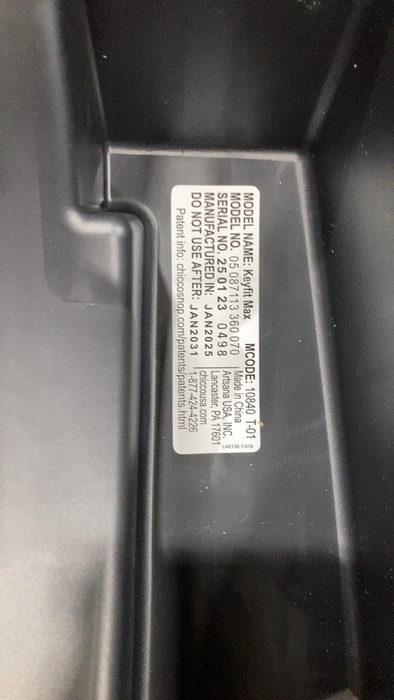 MODEL NAME: Keyfit Max MCODE: 10840 T-01
MODEL NO. 05 087113 360 070 Made in China
SERIAL NO. 25 01 23 0498 Artsana USA, INC.
MANUFACTURED IN: JAN2025 Lancaster, PA 17601
DO NOT USE AFTER: JAN2031 chiccousa.com
Patent info: chiccoshop.com/patents/patents.html 1-877-424-4226
LA0138.1-018